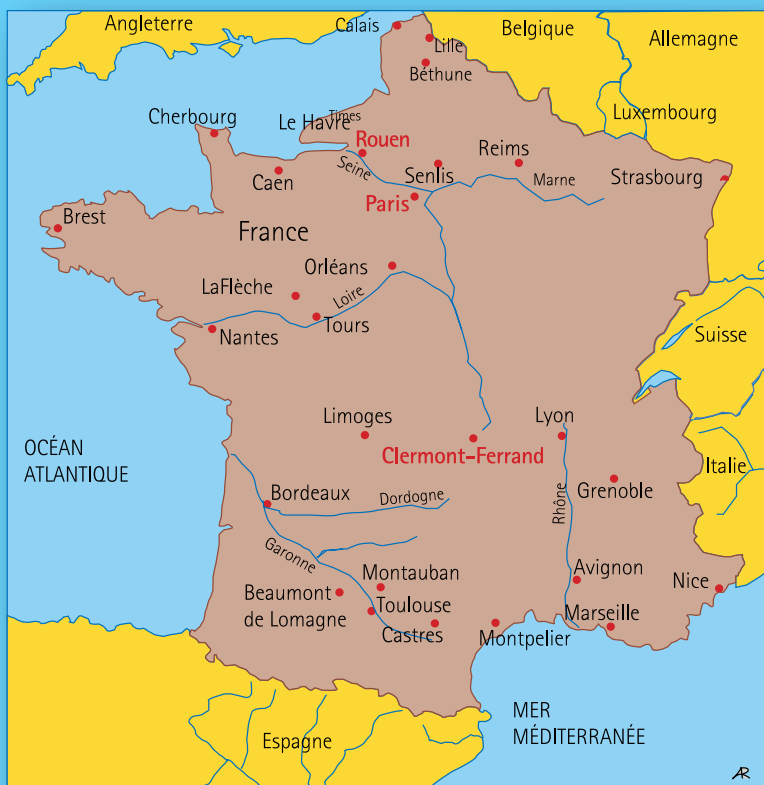 Angleterre
Calais
Belgique
Allemagne
Lille
Béthune
Luxembourg
Cherbourg
Le Havre
Times
Rouen
Reims
Seine
Senlis
Marne
Strasbourg
Caen
Paris
Brest
France
Orléans
LaFlèche
Loire
Tours
Nantes
Suisse
Limoges
Lyon
Clermont-Ferrand
OCÉAN
ATLANTIQUE
Italie
Grenoble
Rhône
Bordeaux
Dordogne
Garonne
Montauban
Avignon
Nice
Beaumont
de Lomagne
Toulouse
Marseille
Castres
Montpelier
MER
MÉDITERRANÉE
Espagne
AR